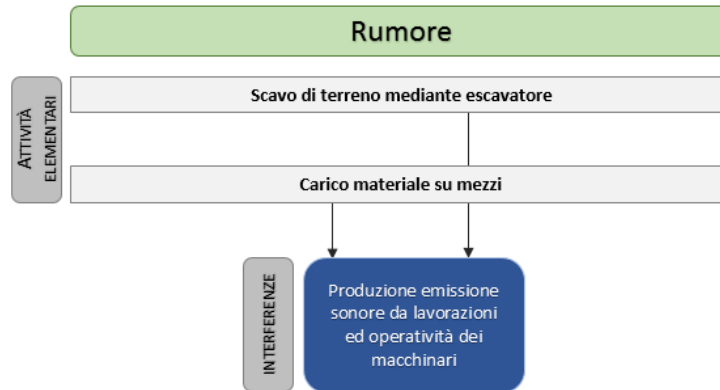 Rumore
ATTIVITÀ
ELEMENTARI
Scavo di terreno mediante escavatore
Carico materiale su mezzi
INTERFERENZE
Produzione emissione
sonore da lavorazioni
ed operatività dei
macchinari